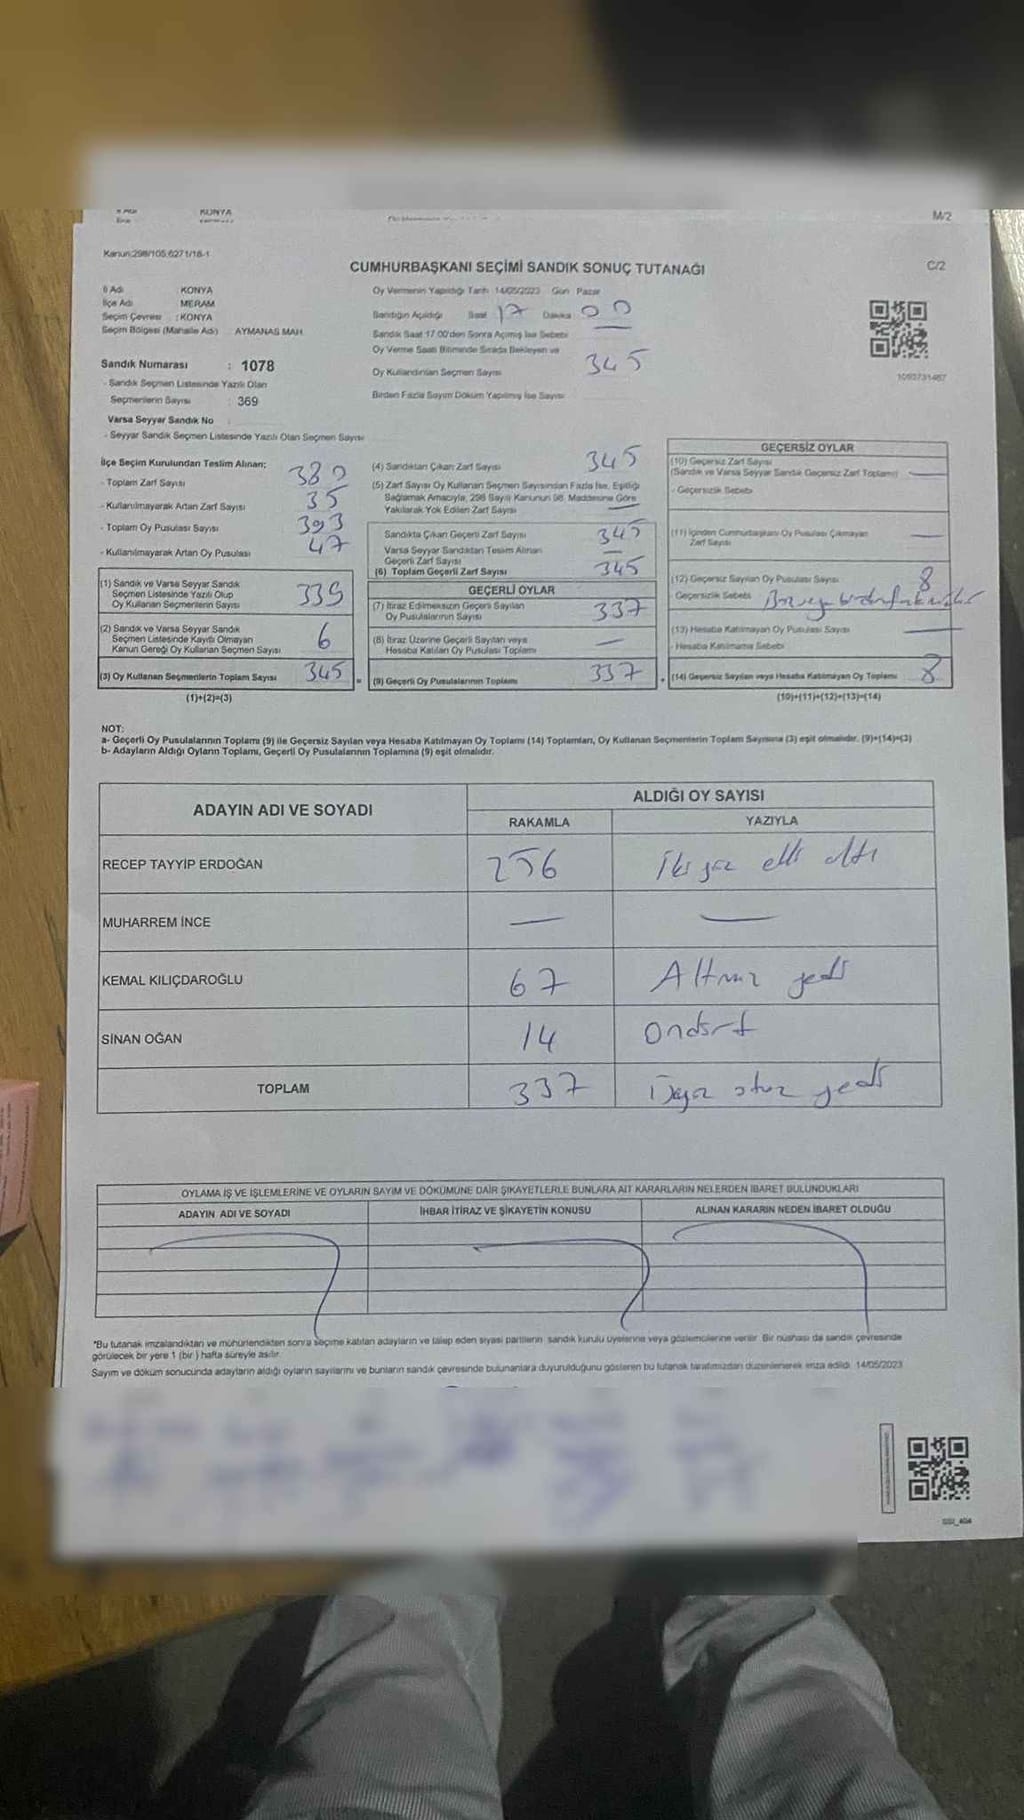 KONYA
M/2
Kanun:298/105;6271/18-1
CUMHURBAŞKANI SEÇİMİ SANDIK SONUÇ TUTANAĞI
C/2
İl Adı KONYA
İlçe Adı MERAM
Seçim Çevresi : KONYA
Seçim Bölgesi (Mahalle Adı) AYMANAS MAH.
Sandık Numarası : 1078
- Sandık Seçmen Listesinde Yazılı Olan
Seçmenlerin Sayısı : 369
Varsa Seyyar Sandık No
- Seyyar Sandık Seçmen Listesinde Yazılı Olan Seçmen Sayısı
Oy Vermenin Yapıldığı Tarih 14/05/2023 Gün Pazar
Sandığın Açıldığı Saat 17 Dakika 00
Sandık Saat 17.00'den Sonra Açılmış İse Sebebi
Oy Verme Saati Bitiminde Sırada Bekleyen ve
Oy Kullandırılan Seçmen Sayısı 345
Birden Fazla Sayım Döküm Yapılmış İse Sayısı
1093731467
İlçe Seçim Kurulundan Teslim Alınan;
- Toplam Zarf Sayısı 380
- Kullanılmayarak Artan Zarf Sayısı 35
- Toplam Oy Pusulası Sayısı 393
- Kullanılmayarak Artan Oy Pusulası 47
(1) Sandık ve Varsa Seyyar Sandık
Seçmen Listesinde Yazılı Olup
Oy Kullanan Seçmenlerin Sayısı 339
(2) Sandık ve Varsa Seyyar Sandık
Seçmen Listesinde Kayıtlı Olmayan
Kanun Gereği Oy Kullanan Seçmen Sayısı 6
(3) Oy Kullanan Seçmenlerin Toplam Sayısı 345 =
(1)+(2)=(3)
(4) Sandıktan Çıkan Zarf Sayısı 345
(5) Zarf Sayısı Oy Kullanan Seçmen Sayısından Fazla İse, Eşitliği
Sağlamak Amacıyla, 298 Sayılı Kanunun 98. Maddesine Göre
Yakılarak Yok Edilen Zarf Sayısı —
Sandıkta Çıkan Geçerli Zarf Sayısı 345
Varsa Seyyar Sandıktan Teslim Alınan
Geçerli Zarf Sayısı —
(6) Toplam Geçerli Zarf Sayısı 345
GEÇERLİ OYLAR
(7) İtiraz Edilmeksizin Geçerli Sayılan
Oy Pusulalarının Sayısı 337
(8) İtiraz Üzerine Geçerli Sayılan veya
Hesaba Katılan Oy Pusulası Toplamı —
(9) Geçerli Oy Pusulalarının Toplamı 337 +
GEÇERSİZ OYLAR
(10) Geçersiz Zarf Sayısı
(Sandık ve Varsa Seyyar Sandık Geçersiz Zarf Toplamı) —
- Geçersizlik Sebebi
(11) İçinden Cumhurbaşkanı Oy Pusulası Çıkmayan
Zarf Sayısı —
(12) Geçersiz Sayılan Oy Pusulası Sayısı 8
Geçersizlik Sebebi
(13) Hesaba Katılmayan Oy Pusulası Sayısı —
- Hesaba Katılmama Sebebi
(14) Geçersiz Sayılan veya Hesaba Katılmayan Oy Toplamı 8
(10)+(11)+(12)+(13)=(14)
NOT:
a- Geçerli Oy Pusulalarının Toplamı (9) ile Geçersiz Sayılan veya Hesaba Katılmayan Oy Toplamı (14) Toplamları, Oy Kullanan Seçmenlerin Toplam Sayısına (3) eşit olmalıdır. (9)+(14)=(3)
b- Adayların Aldığı Oyların Toplamı, Geçerli Oy Pusulalarının Toplamına (9) eşit olmalıdır.
ADAYIN ADI VE SOYADI
ALDIĞI OY SAYISI
RAKAMLA YAZIYLA
RECEP TAYYİP ERDOĞAN 256 İki yüz elli altı
MUHARREM İNCE — —
KEMAL KILIÇDAROĞLU 67 Altmış yedi
SİNAN OĞAN 14 Ondört
TOPLAM 337 Üçyüz otuz yedi
OYLAMA İŞ VE İŞLEMLERİNE VE OYLARIN SAYIM VE DÖKÜMÜNE DAİR ŞİKAYETLERLE BUNLARA AİT KARARLARIN NELERDEN İBARET BULUNDUKLARI
ADAYIN ADI VE SOYADI İHBAR İTİRAZ VE ŞİKAYETİN KONUSU ALINAN KARARIN NEDEN İBARET OLDUĞU
*Bu tutanak imzalandıktan ve mühürlendikten sonra seçime katılan adayların ve talep eden siyasi partilerin sandık kurulu üyelerine veya gözlemcilerine verilir. Bir nüshası da sandık çevresinde
görülecek bir yere 1 (bir ) hafta süreyle asılır.
Sayım ve döküm sonucunda adayların aldığı oyların sayılarını ve bunların sandık çevresinde bulunanlara duyurulduğunu gösteren bu tutanak tarafımızdan düzenlenerek imza edildi. 14/05/2023